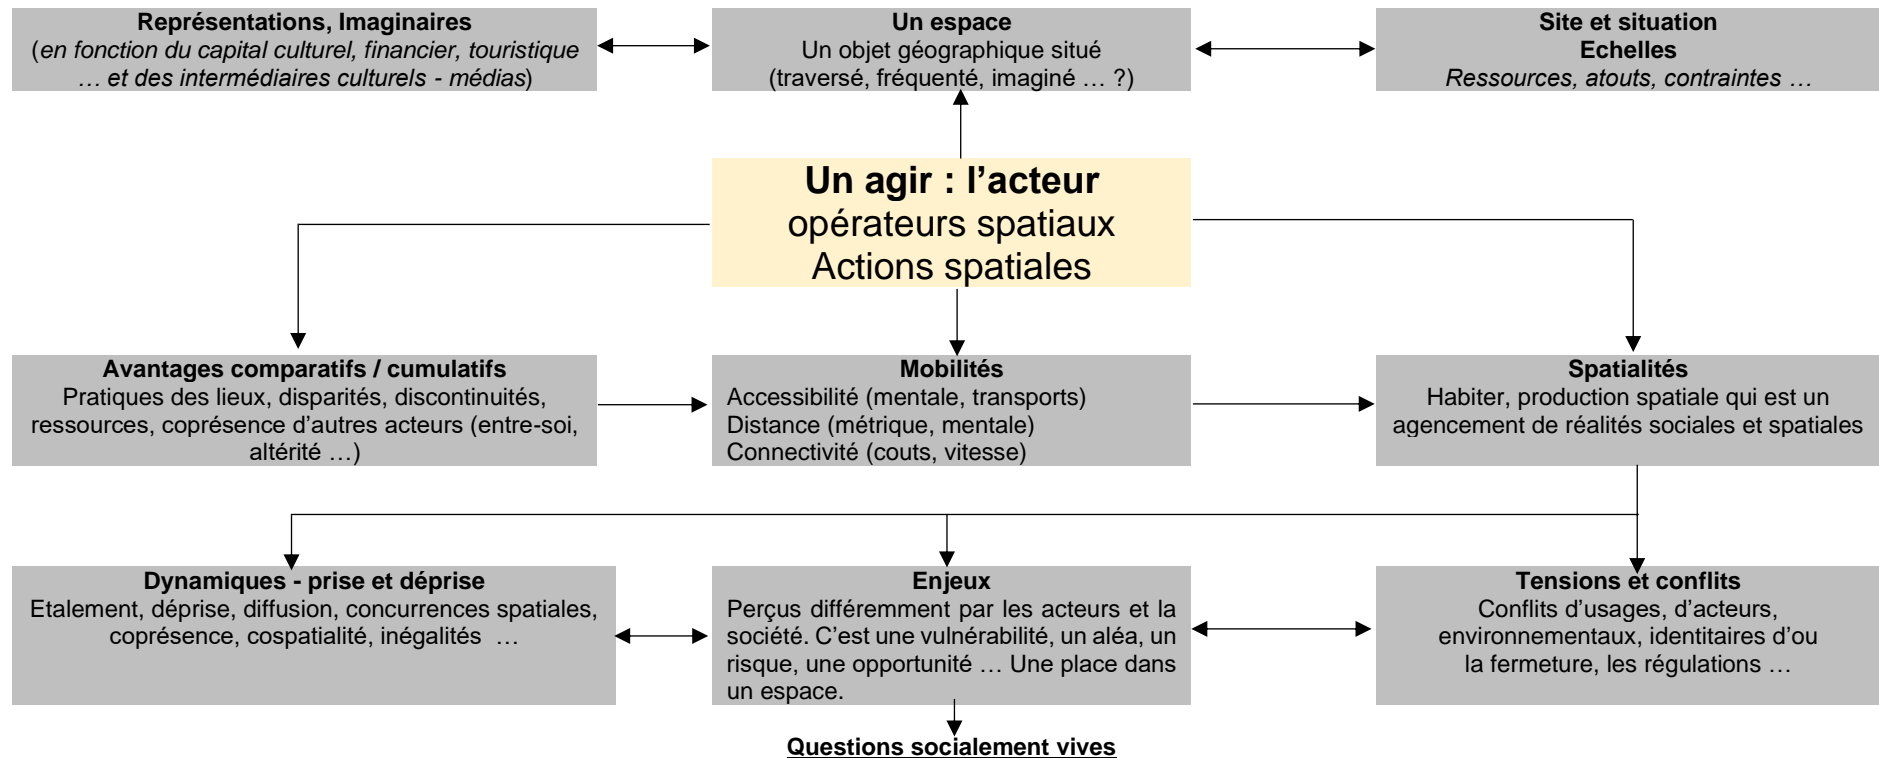 Représentations, Imaginaires
(en fonction du capital culturel, financier, touristique
… et des intermédiaires culturels - médias)
Un espace
Un objet géographique situé
(traversé, fréquenté, imaginé … ?)
Site et situation
Echelles
Ressources, atouts, contraintes …
Un agir : l’acteur
opérateurs spatiaux
Actions spatiales
Avantages comparatifs / cumulatifs
Pratiques des lieux, disparités, discontinuités,
ressources, coprésence d’autres acteurs (entre-soi,
altérité …)
Mobilités
Accessibilité (mentale, transports)
Distance (métrique, mentale)
Connectivité (couts, vitesse)
Spatialités
Habiter, production spatiale qui est un
agencement de réalités sociales et spatiales
Dynamiques - prise et déprise
Etalement, déprise, diffusion, concurrences spatiales,
coprésence, cospatialité, inégalités …
Enjeux
Perçus différemment par les acteurs et la
société. C’est une vulnérabilité, un aléa, un
risque, une opportunité … Une place dans
un espace.
Tensions et conflits
Conflits d’usages, d’acteurs,
environnementaux, identitaires d’ou
la fermeture, les régulations …
Questions socialement vives